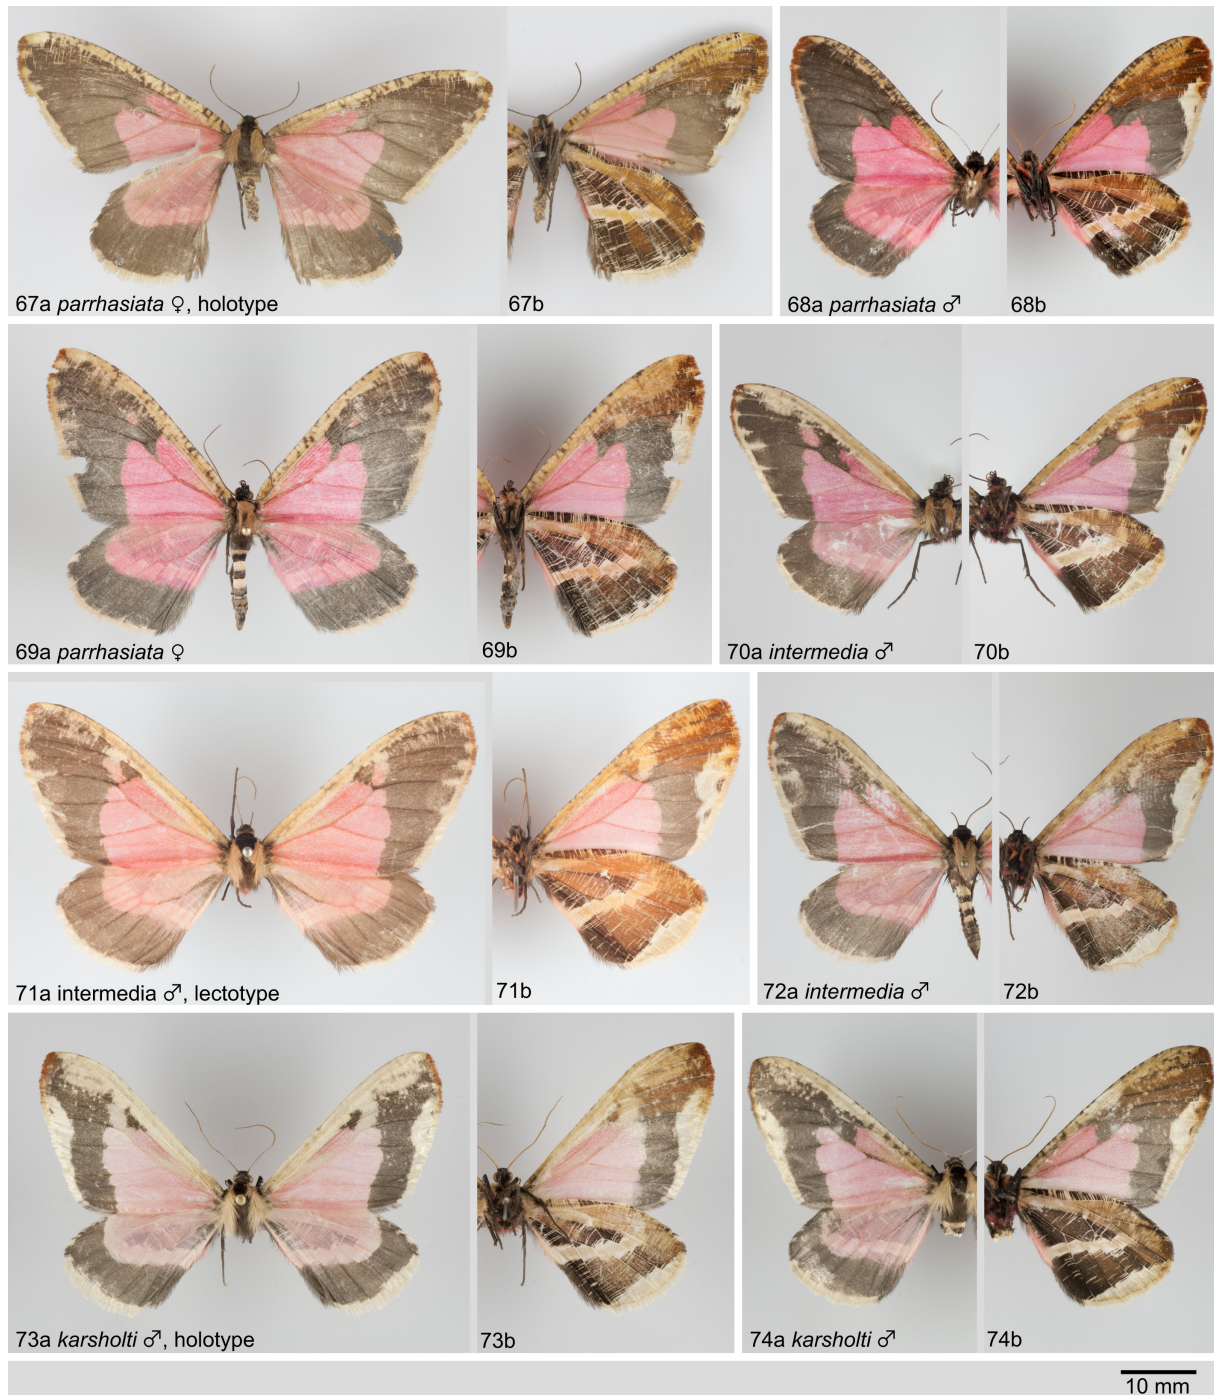 67a parrhasiata ♀, holotype
67b
68a parrhasiata ♂
68b
69a parrhasiata ♀
69b
70a intermedia ♂
70b
71a intermedia ♂, lectotype
71b
72a intermedia ♂
72b
73a karsholti ♂, holotype
73b
74a karsholti ♂
74b
10 mm